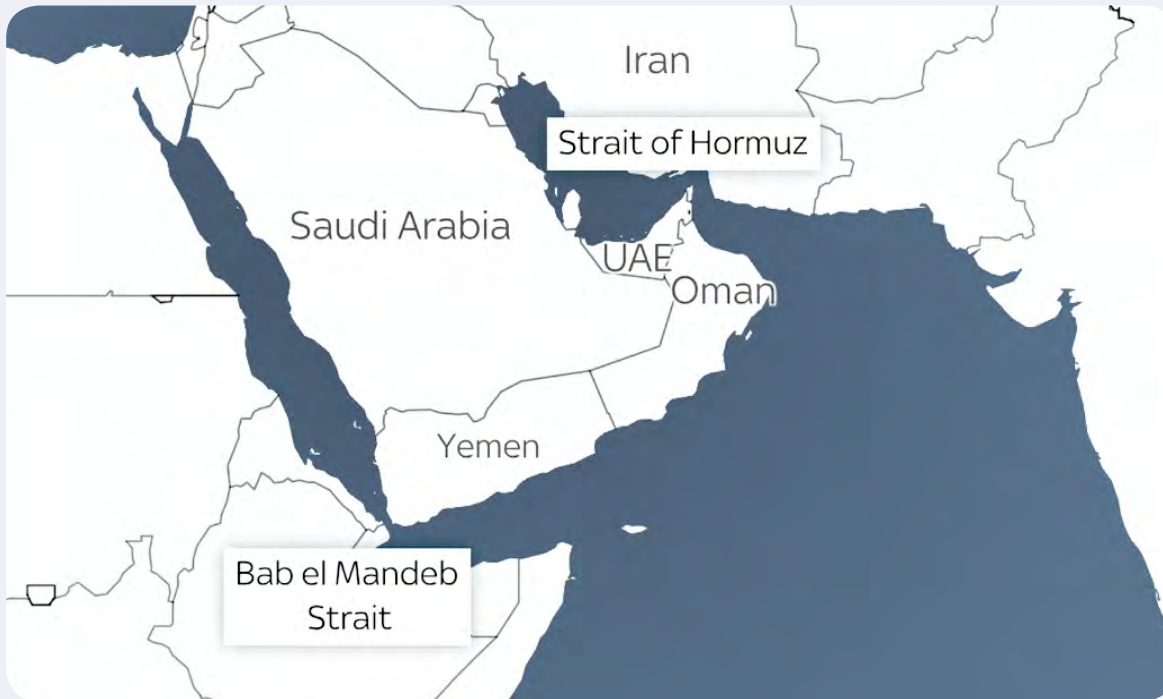 Iran
Strait of Hormuz
Saudi Arabia
UAE
Oman
Yemen
Bab el Mandeb
Strait